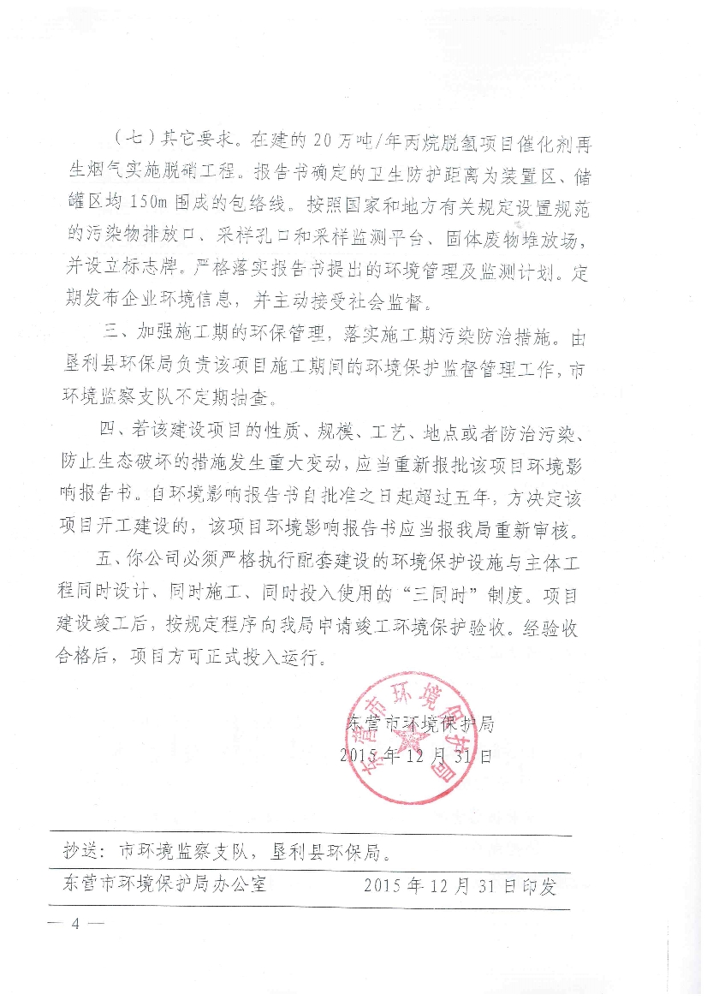 （七）其它要求。在建的20万吨/年丙烷脱氢项目催化剂再
生烟气实施脱硝工程。报告书确定的卫生防护距离为装置区、储
罐区均150m围成的包络线。按照国家和地方有关规定设置规范
的污染物排放口、采样孔口和采样监测平台、固体废物堆放场，
并设立标志牌。严格落实报告书提出的环境管理及监测计划。定
期发布企业环境信息，并主动接受社会监督。
三、加强施工期的环保管理，落实施工期污染防治措施。由
垦利县环保局负责该项目施工期间的环境保护监督管理工作，市
环境监察支队不定期抽查。
四、若该建设项目的性质、规模、工艺、地点或者防治污染、
防止生态破坏的措施发生重大变动，应当重新报批该项目环境影
响报告书。自环境影响报告书自批准之日起超过五年，方决定该
项目开工建设的，该项目环境影响报告书应当报我局重新审核。
五、你公司必须严格执行配套建设的环境保护设施与主体工
程同时设计、同时施工、同时投入使用的“三同时”制度。项目
建设竣工后，按规定程序向我局申请竣工环境保护验收。经验收
合格后，项目方可正式投入运行。
东营市环境保护局
东营市环境保护局
2015年12月31日
抄送：市环境监察支队，垦利县环保局。
东营市环境保护局办公室 2015年12月31日印发
— 4 —